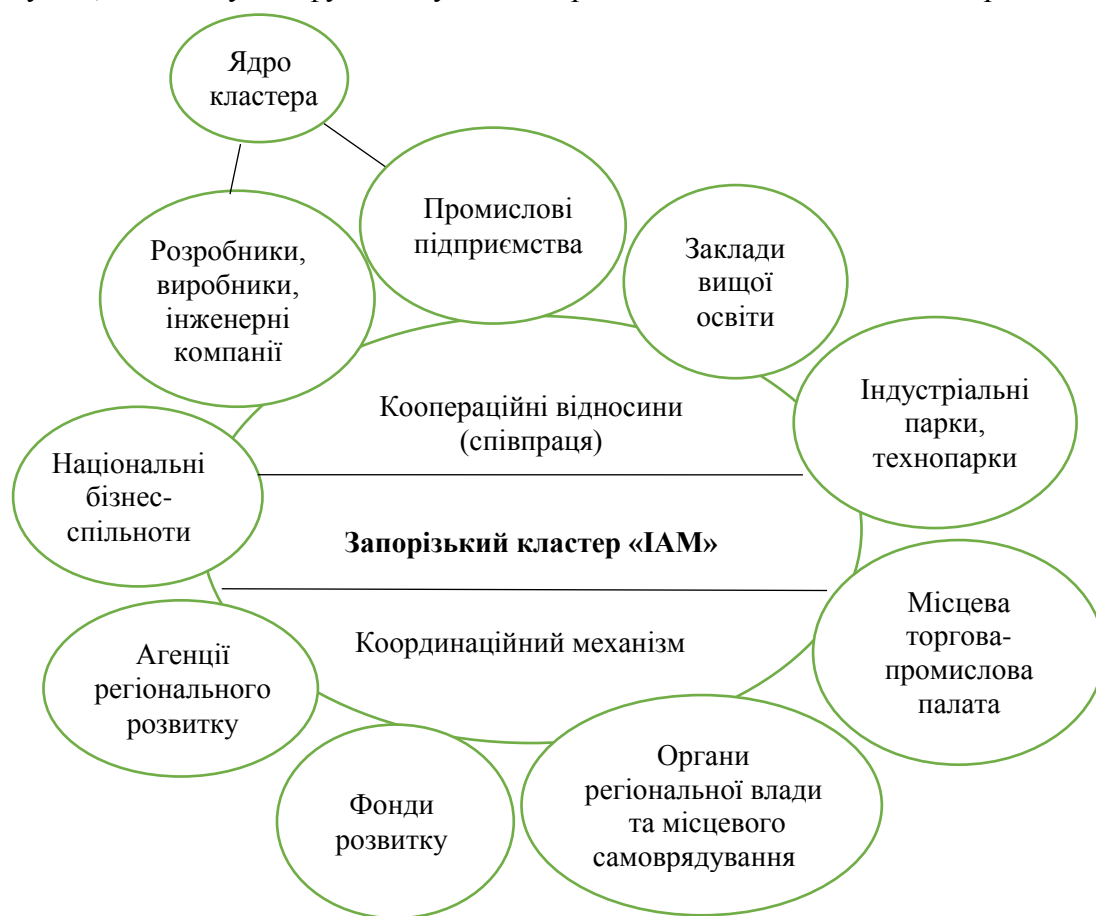 Ядро
кластера
Промислові
підприємства
Розробники,
виробники,
інженерні
компанії
Заклади
вищої
освіти
Індустріальні
парки,
технопарки
Кооперацiйні відносини
(співпраця)
Національні
бізнес-
спільноти
Запорізький кластер «ІАМ»
Місцева
торгова-
промислова
палата
Координаційний механізм
Агенції
регіонального
розвитку
Органи
регіональної влади
та місцевого
самоврядування
Фонди
розвитку